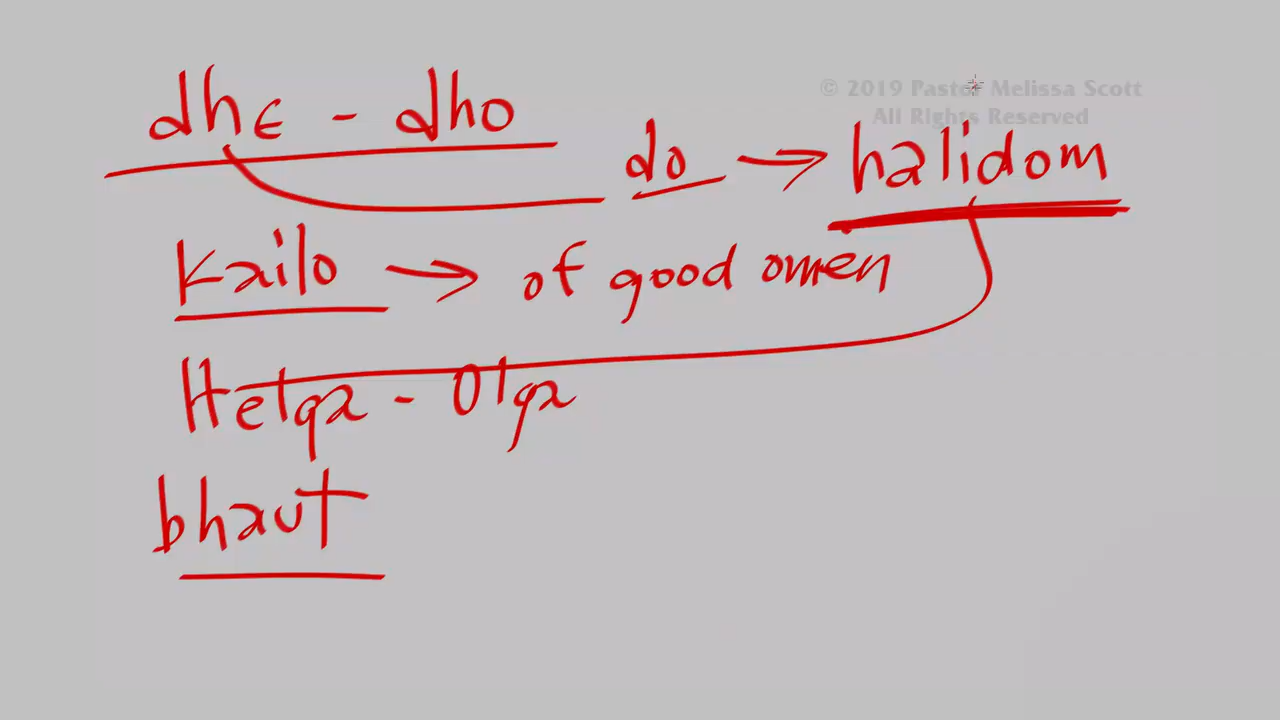 © 2019 Pastor Melissa Scott
All Rights Reserved
dhe - dho do → halidom
Kailo → of good omen
Helga - Olga
bhaut